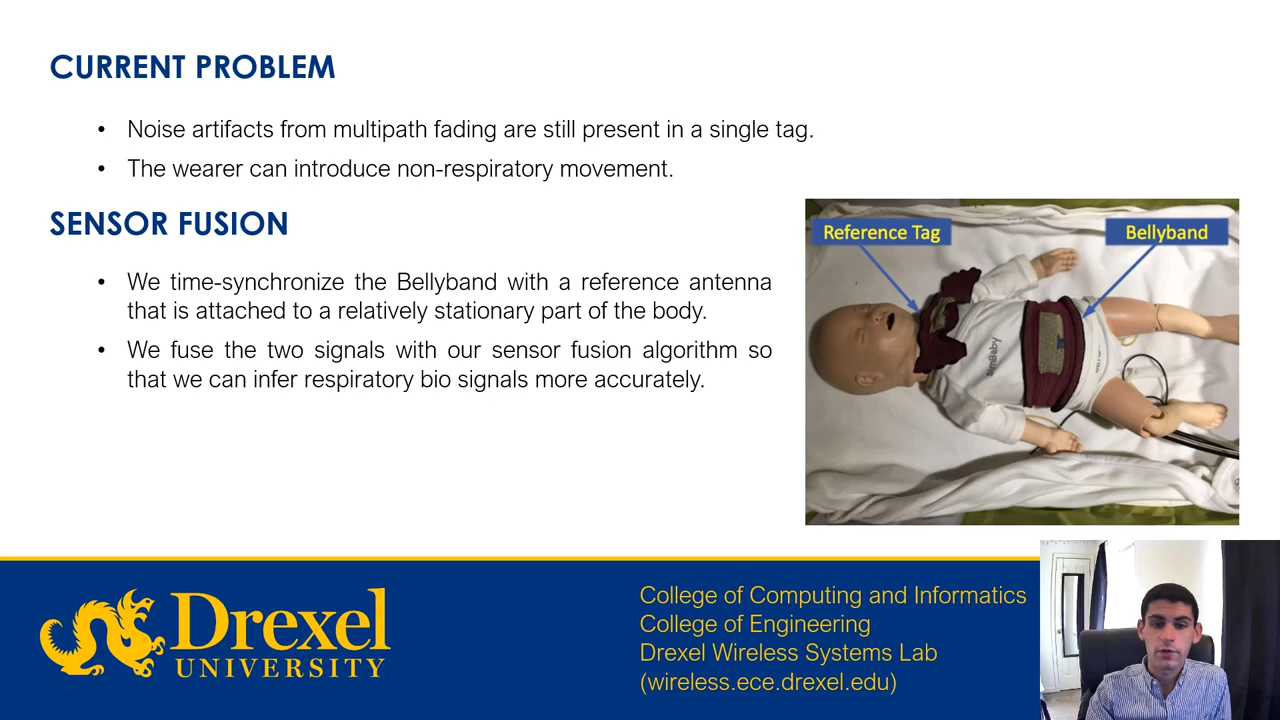 CURRENT PROBLEM
• Noise artifacts from multipath fading are still present in a single tag.
• The wearer can introduce non-respiratory movement.
SENSOR FUSION
• We time-synchronize the Bellyband with a reference antenna
that is attached to a relatively stationary part of the body.
• We fuse the two signals with our sensor fusion algorithm so
that we can infer respiratory bio signals more accurately.
Reference Tag
Bellyband
SimBaby
Drexel
UNIVERSITY
College of Computing and Informatics
College of Engineering
Drexel Wireless Systems Lab
(wireless.ece.drexel.edu)